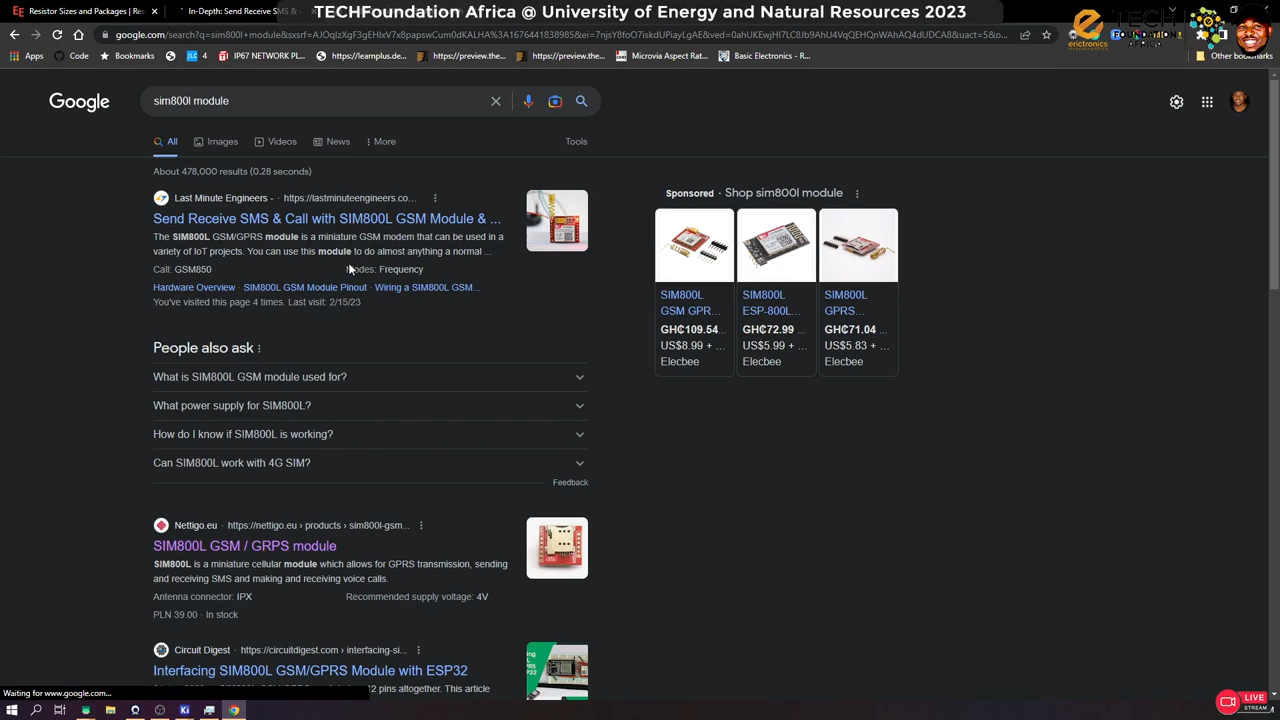 TECHFoundation Africa @ University of Energy and Natural Resources 2023
Resistor Sizes and Packages | Res
In-Depth: Send Receive SMS &
google.com/search?q=sim800l+module&sxsrf=
Apps
Code
Bookmarks
4
IP67 NETWORK PL...
https://learnplus.de...
https://preview.the...
https://preview.the...
Microvia Aspect Rat...
Basic Electronics - R...
Other bookmarks
erictronics
TECH
FOUNDATION
AFRICA
Google
sim800l module
All
Images
Videos
News
More
Tools
About 478,000 results (0.28 seconds)
Last Minute Engineers - https://lastminuteengineers.co...
Send Receive SMS & Call with SIM800L GSM Module & ...
The SIM800L GSM/GPRS module is a miniature GSM modem that can be used in a
variety of IoT projects. You can use this module to do almost anything a normal ...
Call: GSM850
Modes: Frequency
Hardware Overview · SIM800L GSM Module Pinout · Wiring a SIM800L GSM...
You've visited this page 4 times. Last visit: 2/15/23
Sponsored · Shop sim800l module
SIM800L
GSM GPR...
GH₵109.54...
US$8.99 + ...
Elecbee
SIM800L
ESP-800L...
GH₵72.99 ...
US$5.99 + ...
Elecbee
SIM800L
GPRS...
GH₵71.04 ...
US$5.83 + ...
Elecbee
People also ask
What is SIM800L GSM module used for?
What power supply for SIM800L?
How do I know if SIM800L is working?
Can SIM800L work with 4G SIM?
Feedback
Nettigo.eu · https://nettigo.eu › products › sim800l-gsm...
SIM800L GSM / GRPS module
SIM800L is a miniature cellular module which allows for GPRS transmission, sending
and receiving SMS and making and receiving voice calls.
Antenna connector: IPX
Recommended supply voltage: 4V
PLN 39.00 · In stock
Circuit Digest · https://circuitdigest.com › interfacing-si...
Interfacing SIM800L GSM/GPRS Module with ESP32
2 pins altogether. This article
Waiting for www.google.com...
LIVE
STREAM